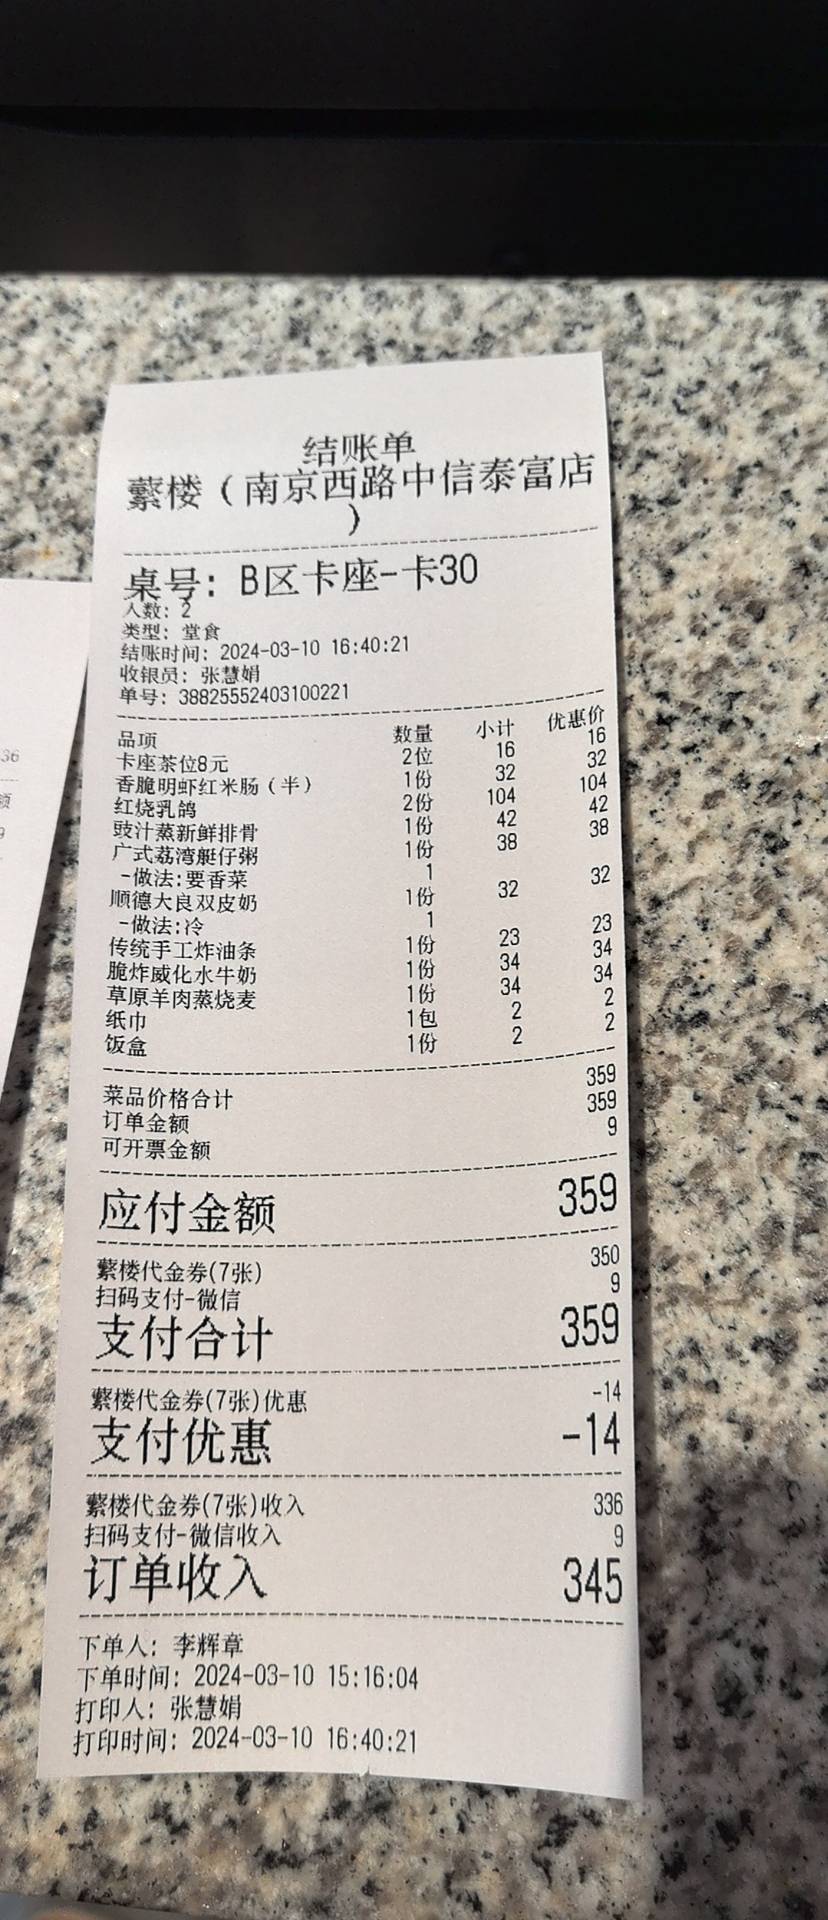 结账单
蘩楼（南京西路中信泰富店
）
桌号: B区卡座-卡30
人数: 2
类型: 堂食
结账时间: 2024-03-10 16:40:21
收银员: 张慧娟
单号: 38825552403100221
品项 数量 小计 优惠价
卡座茶位8元 2位 16 16
香脆明虾红米肠（半） 1份 32 32
红烧乳鸽 2份 104 104
豉汁蒸新鲜排骨 1份 42 42
广式荔湾艇仔粥 1份 38 38
-做法:要香菜 1
顺德大良双皮奶 1份 32 32
-做法:冷 1
传统手工炸油条 1份 23 23
脆炸威化水牛奶 1份 34 34
草原羊肉蒸烧麦 1份 34 34
纸巾 1包 2 2
饭盒 1份 2 2
菜品价格合计 359
订单金额 359
可开票金额 9
应付金额 359
蘩楼代金券(7张) 350
扫码支付-微信 9
支付合计 359
蘩楼代金券(7张)优惠 -14
支付优惠 -14
蘩楼代金券(7张)收入 336
扫码支付-微信收入 9
订单收入 345
下单人: 李辉章
下单时间: 2024-03-10 15:16:04
打印人: 张慧娟
打印时间: 2024-03-10 16:40:21
36
额
9